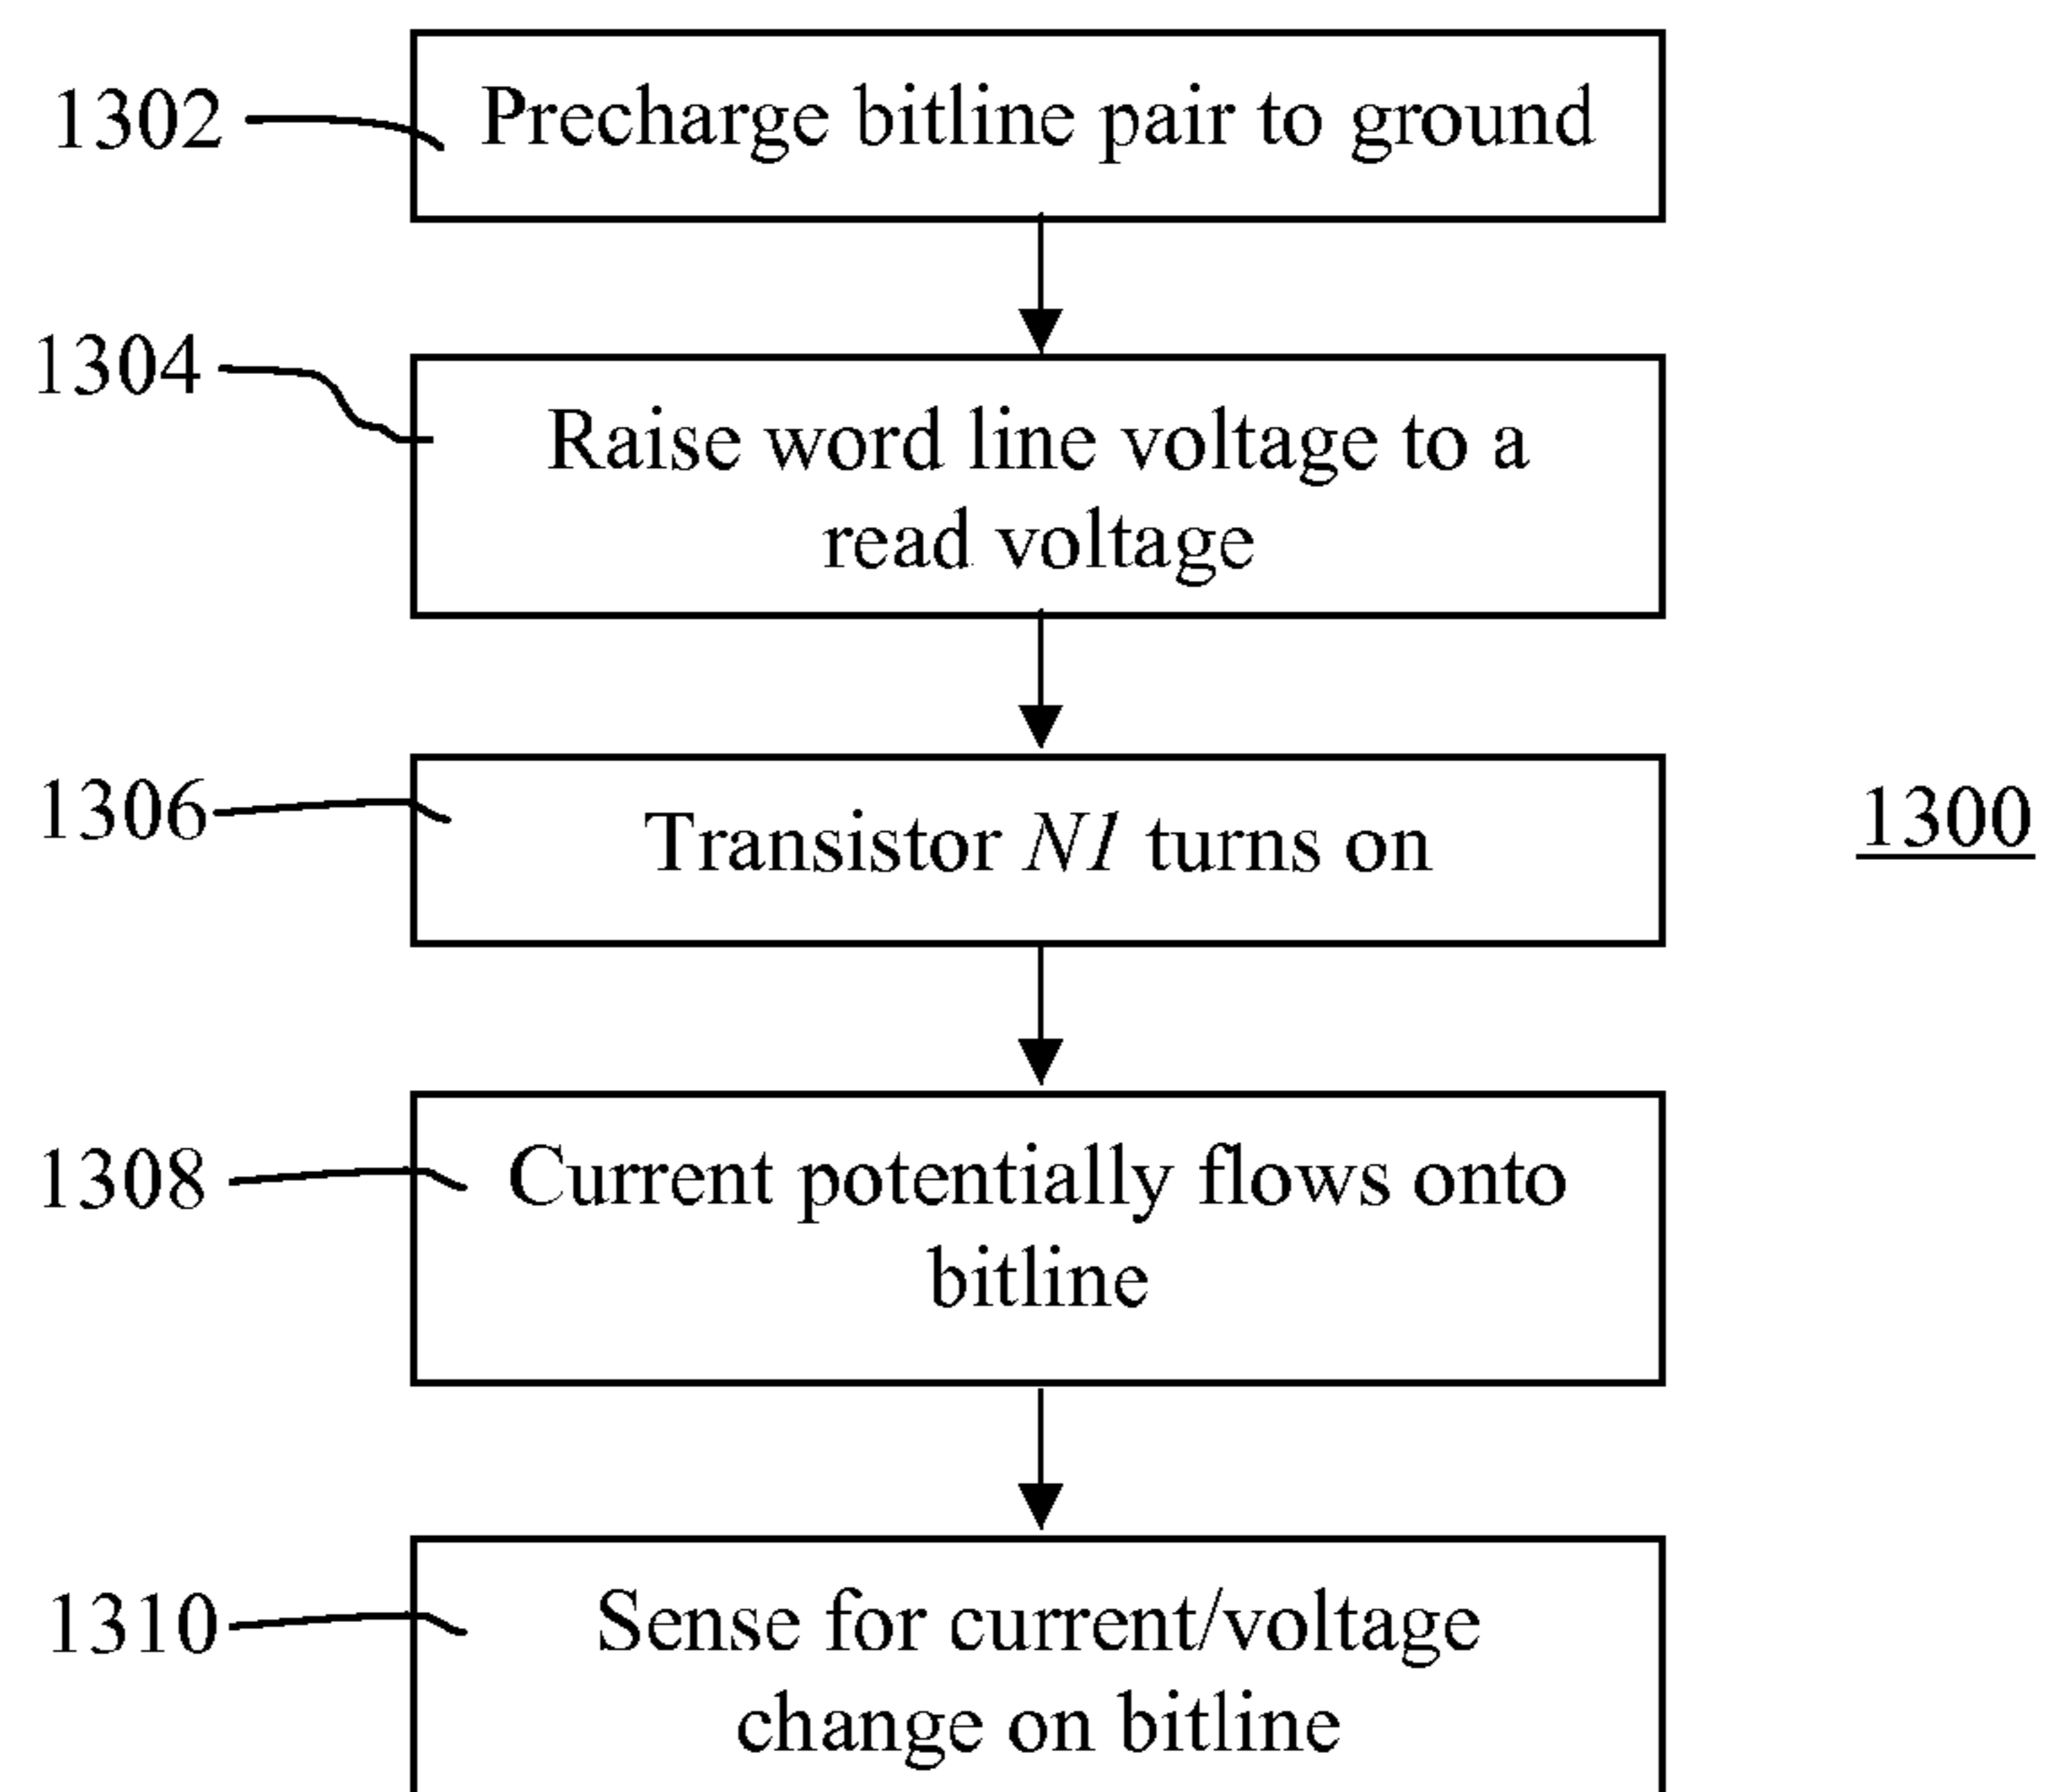 1302
Precharge bitline pair to ground
1304
Raise word line voltage to a
read voltage
1306
Transistor N1 turns on
1300
1308
Current potentially flows onto
bitline
1310
Sense for current/voltage
change on bitline